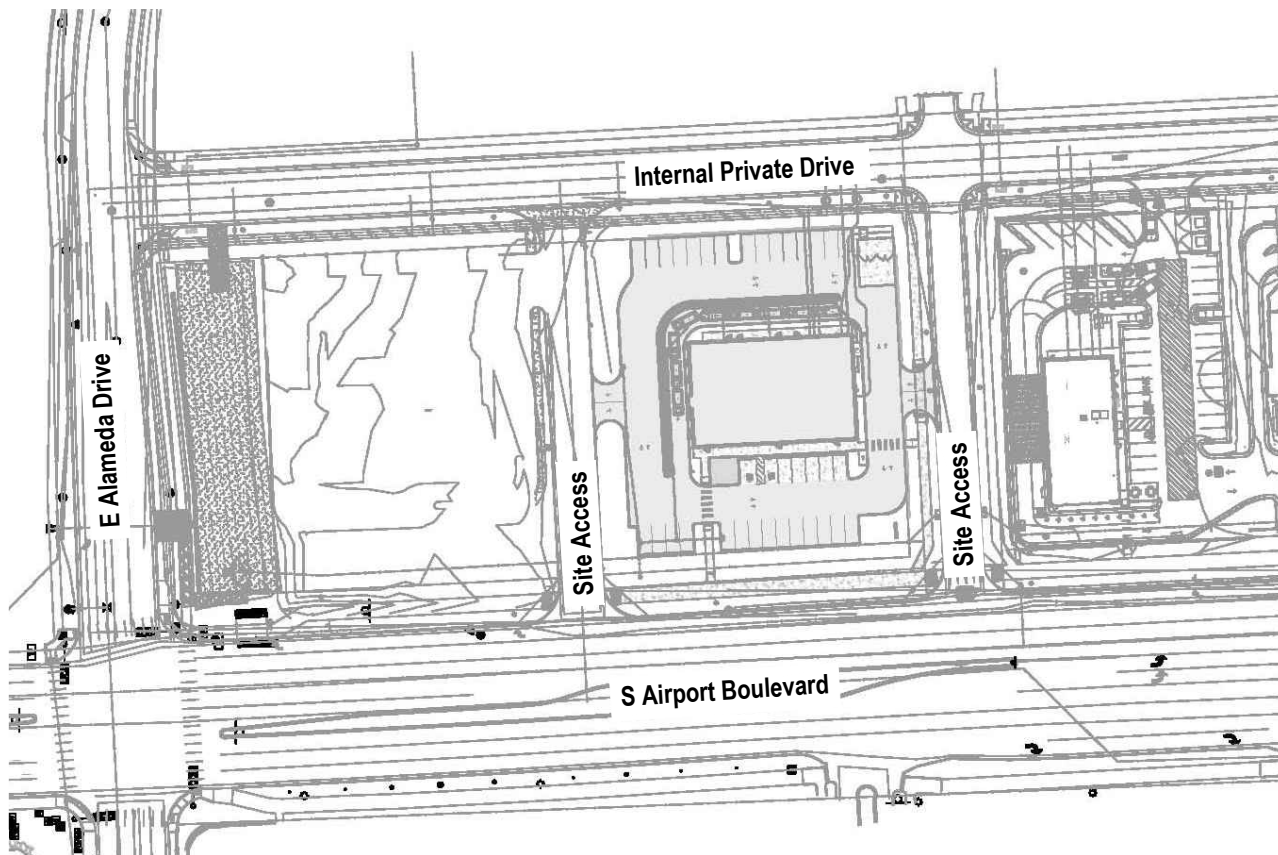 Internal Private Drive
E Alameda Drive
Site Access
Site Access
S Airport Boulevard